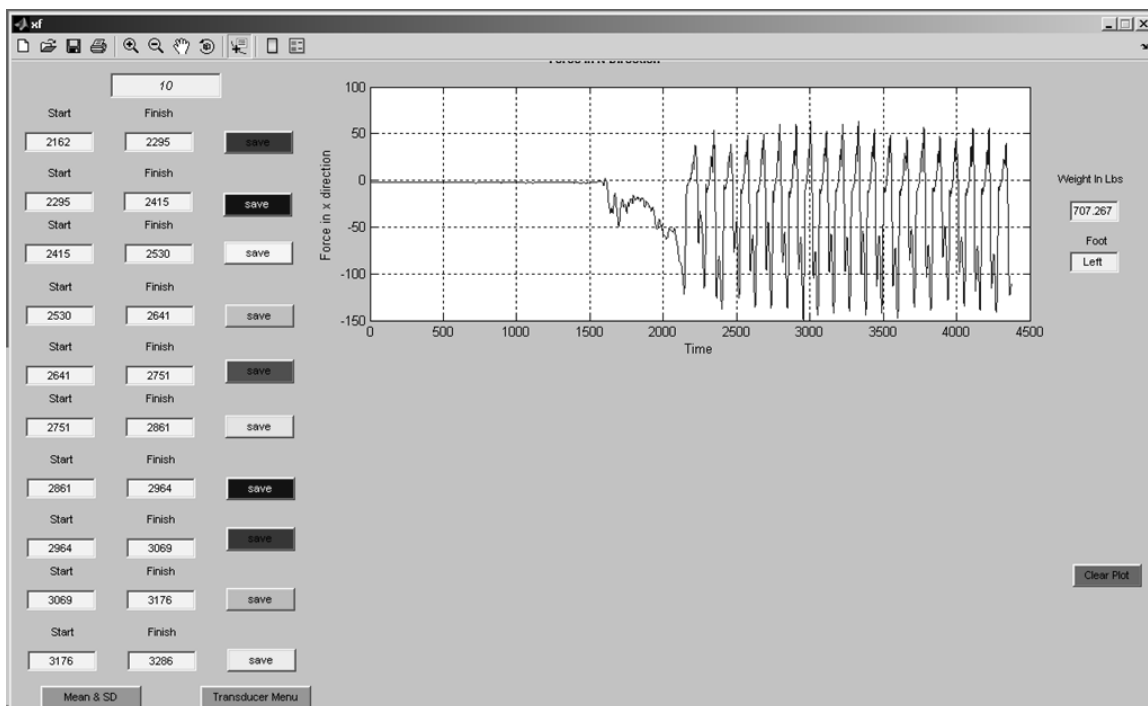 xf
10
Start Finish
2162 2295 save
2295 2415 save
Start Finish
2415 2530 save
Start Finish
2530 2641 save
Start Finish
2641 2751 save
Start Finish
2751 2861 save
Start Finish
2861 2964 save
Start Finish
2964 3069 save
Start Finish
3069 3176 save
Start Finish
3176 3286 save
Mean & SD Transducer Menu
Force in Direction
100
50
0
-50
-100
-150
Force in x direction
0 500 1000 1500 2000 2500 3000 3500 4000 4500
Time
Weight In Lbs
707.267
Foot
Left
Clear Plot